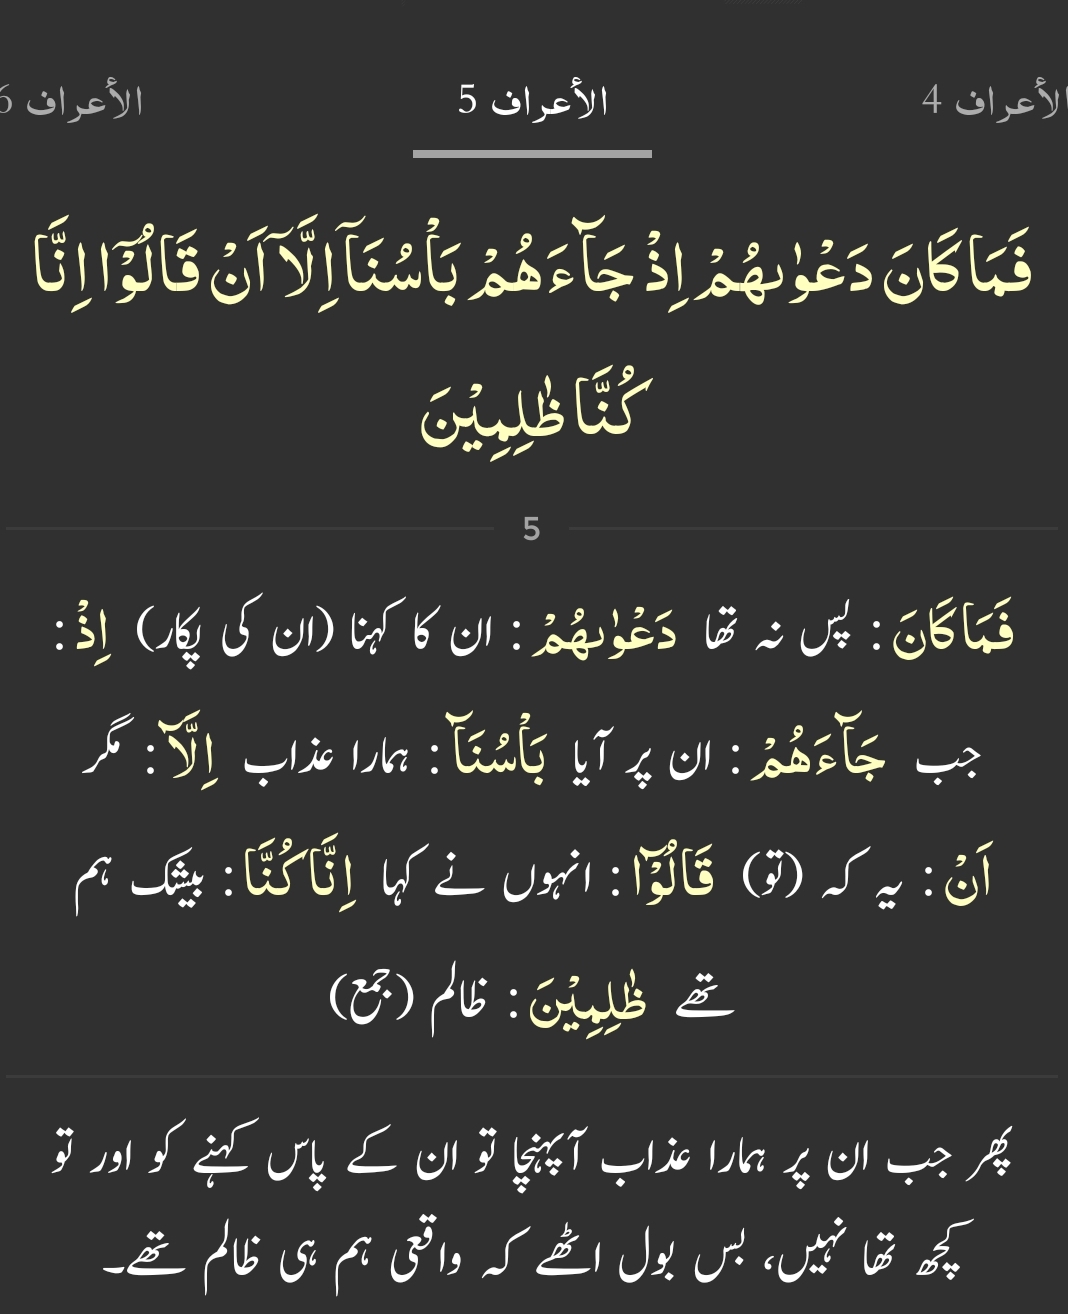 الأعراف 4 الأعراف 5 الأعراف 6
فَمَا كَانَ دَعْوٰىهُمْ اِذْ جَآءَهُمْ بَاْسُنَآ اِلَّاۤ اَنْ قَالُوْۤا اِنَّا
كُنَّا ظٰلِمِيْنَ
5
فَمَا كَانَ : پس نہ تھا دَعْوٰىهُمْ : ان کا کہنا (ان کی پکار) اِذْ :
جب جَآءَهُمْ : ان پر آیا بَاْسُنَآ : ہمارا عذاب اِلَّاۤ : مگر
اَنْ : یہ کہ (تو) قَالُوْۤا : انہوں نے کہا اِنَّا كُنَّا : بیشک ہم
تھے ظٰلِمِيْنَ : ظالم (جمع)
پھر جب ان پر ہمارا عذاب آپہنچا تو ان کے پاس کہنے کو اور تو
کچھ تھا نہیں، بس بول اٹھے کہ واقعی ہم ہی ظالم تھے۔